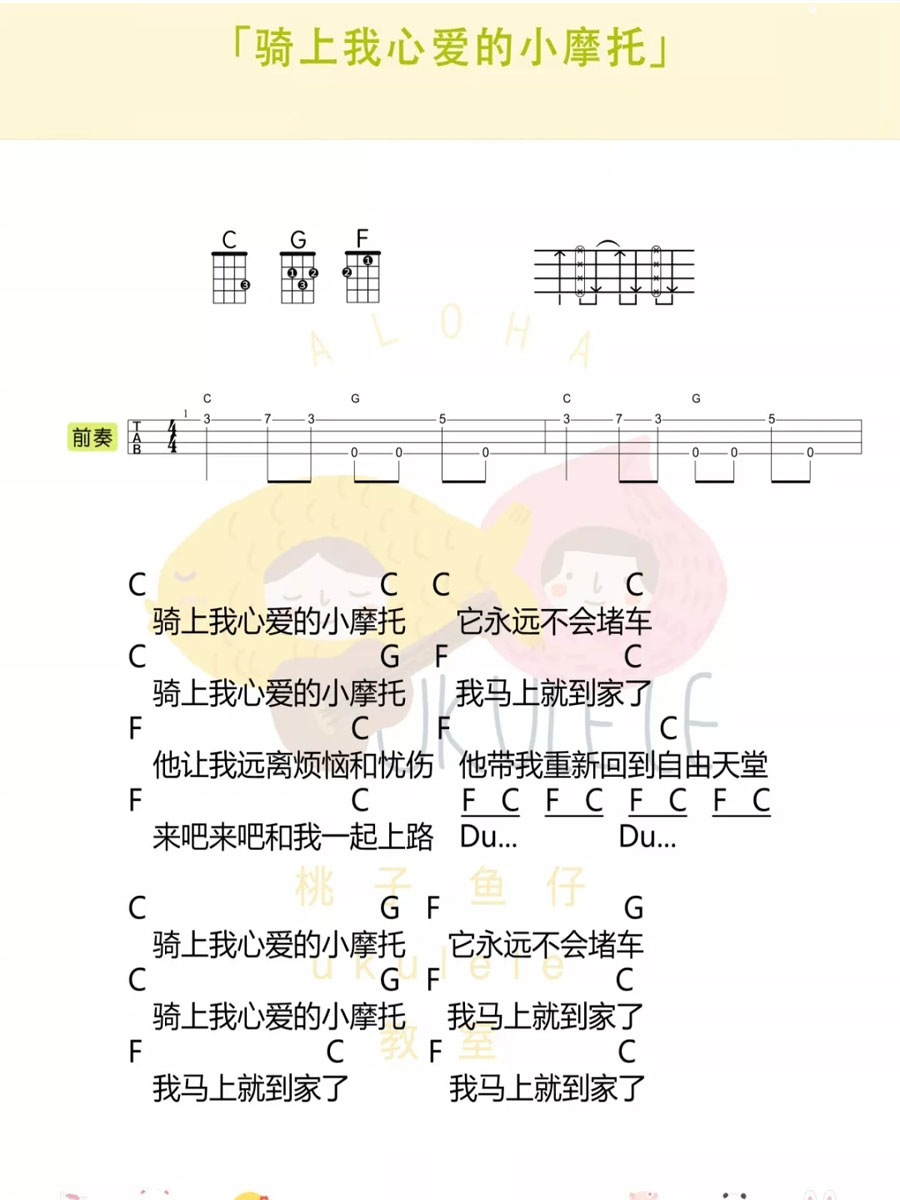 「骑上我心爱的小摩托」
C G F
ALOHA
C G C G
前奏 TAB 4/4 1 3 7 3 0 0 5 0 3 7 3 0 0 5 0
C C C C
骑上我心爱的小摩托 它永远不会堵车
C G F C
骑上我心爱的小摩托 我马上就到家了
UKULELE
F C F C
他让我远离烦恼和忧伤 他带我重新回到自由天堂
F C F C F C F C F C
来吧来吧和我一起上路 Du... Du...
桃子鱼仔
C G F G
骑上我心爱的小摩托 它永远不会堵车
ukulele
C G F C
骑上我心爱的小摩托 我马上就到家了
教室
F C F C
我马上就到家了 我马上就到家了